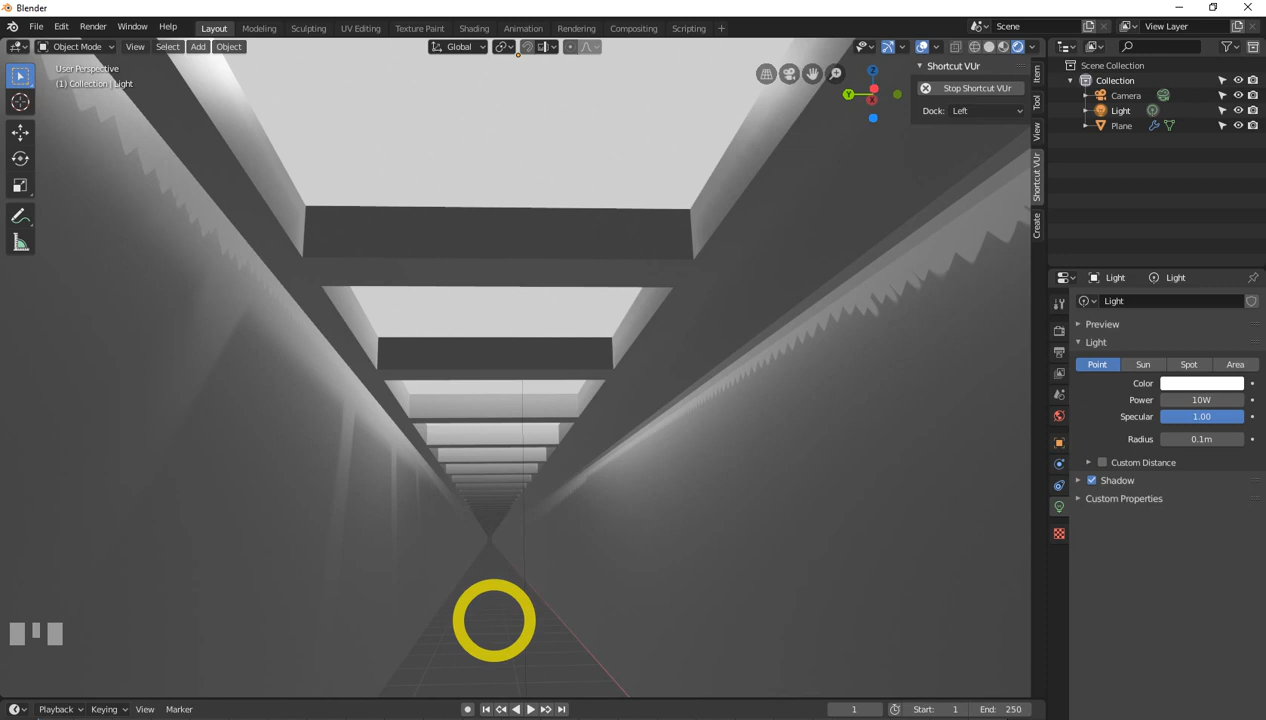 Blender
File Edit Render Window Help Layout Modeling Sculpting UV Editing Texture Paint Shading Animation Rendering Compositing Scripting + Scene View Layer
Object Mode View Select Add Object Global
User Perspective
(1) Collection | Light
Z
Y
X
Shortcut VUr
Stop Shortcut VUr
Dock: Left
Item
Tool
View
Shortcut VUr
Create
Scene Collection
Collection
Camera
Light
Plane
Light Light
Light
Preview
Light
Point Sun Spot Area
Color
Power 10W
Specular 1.00
Radius 0.1m
Custom Distance
Shadow
Custom Properties
Playback Keying View Marker 1 Start: 1 End: 250